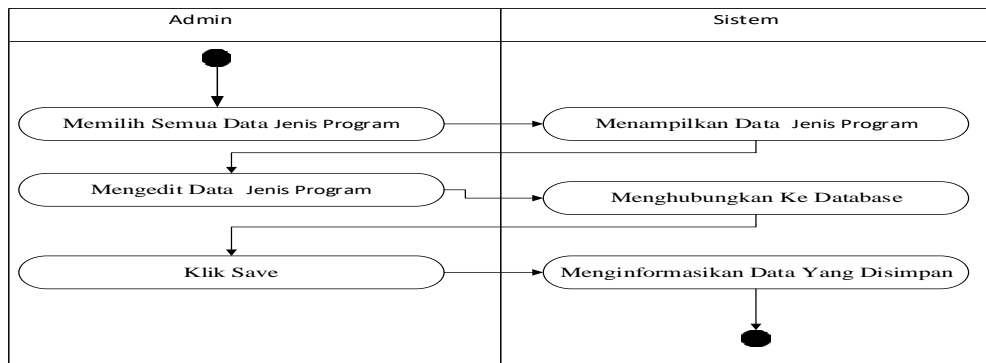 Admin
Sistem
Memilih Semua Data Jenis Program
Menampilkan Data Jenis Program
Mengedit Data Jenis Program
Menghubungkan Ke Database
Klik Save
Menginformasikan Data Yang Disimpan